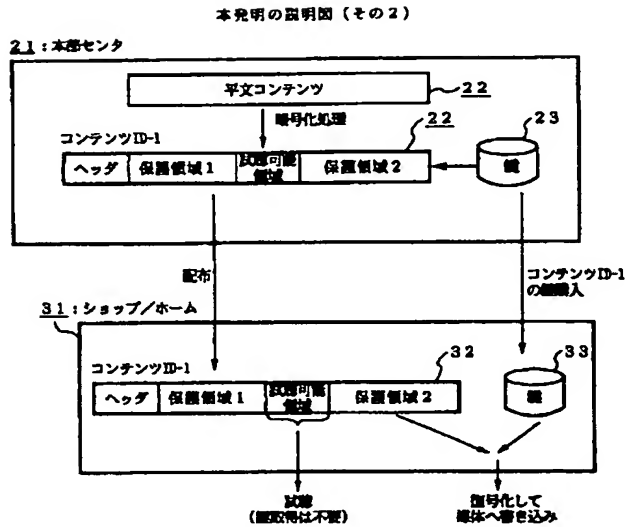 本発明の説明図(その2)
21:本部センタ
平文コンテンツ
22
暗号化処理
コンテンツID-1
22
23
ヘッダ
保護領域1
試聴可能
領域
保護領域2
鍵
配布
コンテンツID-1
の鍵購入
31:ショップ/ホーム
コンテンツID-1
32
33
ヘッダ
保護領域1
試聴可能
領域
保護領域2
鍵
試聴
(鍵取得は不要)
復号化して
媒体へ書き込み